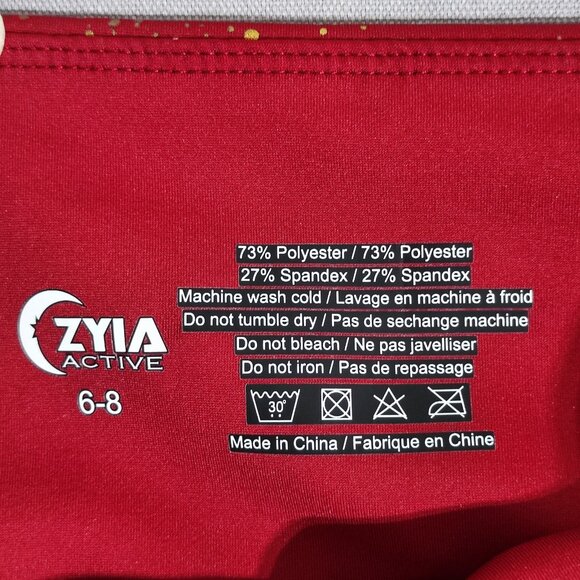 ZYIA
ACTIVE
6-8
73% Polyester / 73% Polyester
27% Spandex / 27% Spandex
Machine wash cold / Lavage en machine à froid
Do not tumble dry / Pas de sechange machine
Do not bleach / Ne pas javelliser
Do not iron / Pas de repassage
30°
Made in China / Fabrique en Chine